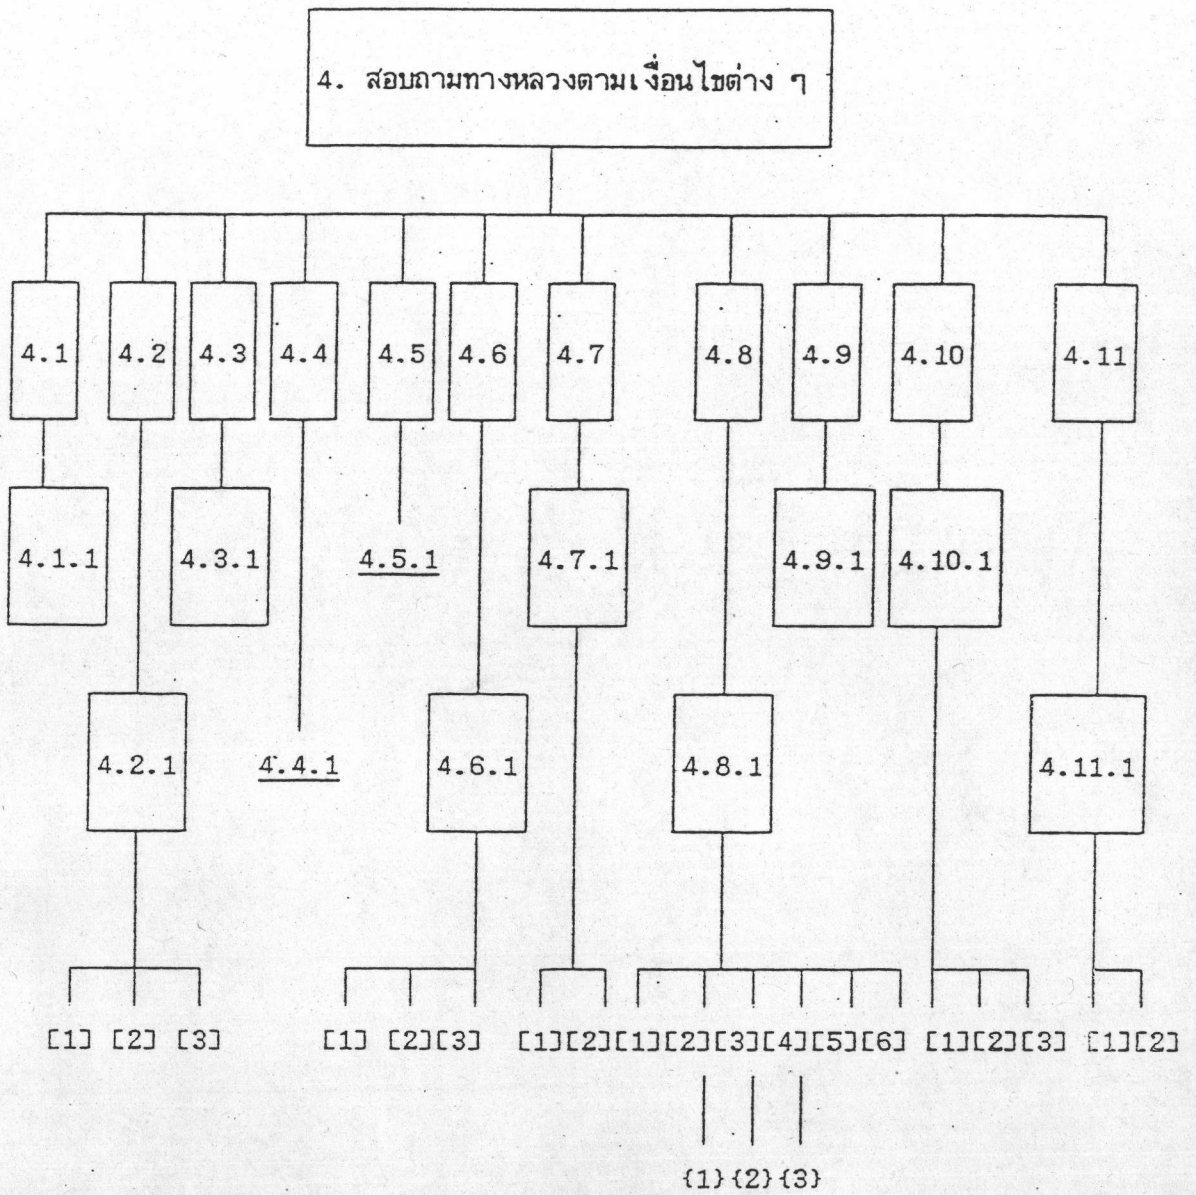 4. สอบถามทางหลวงตามเงื่อนไขต่าง ๆ
4.1 4.2 4.3 4.4 4.5 4.6 4.7 4.8 4.9 4.10 4.11
4.1.1 4.3.1 4.5.1 4.7.1 4.9.1 4.10.1
4.2.1 4.4.1 4.6.1 4.8.1 4.11.1
[1] [2] [3] [1] [2] [3] [1] [2] [1] [2] [3] [4] [5] [6] [1] [2] [3] [1] [2]
{1} {2} {3}